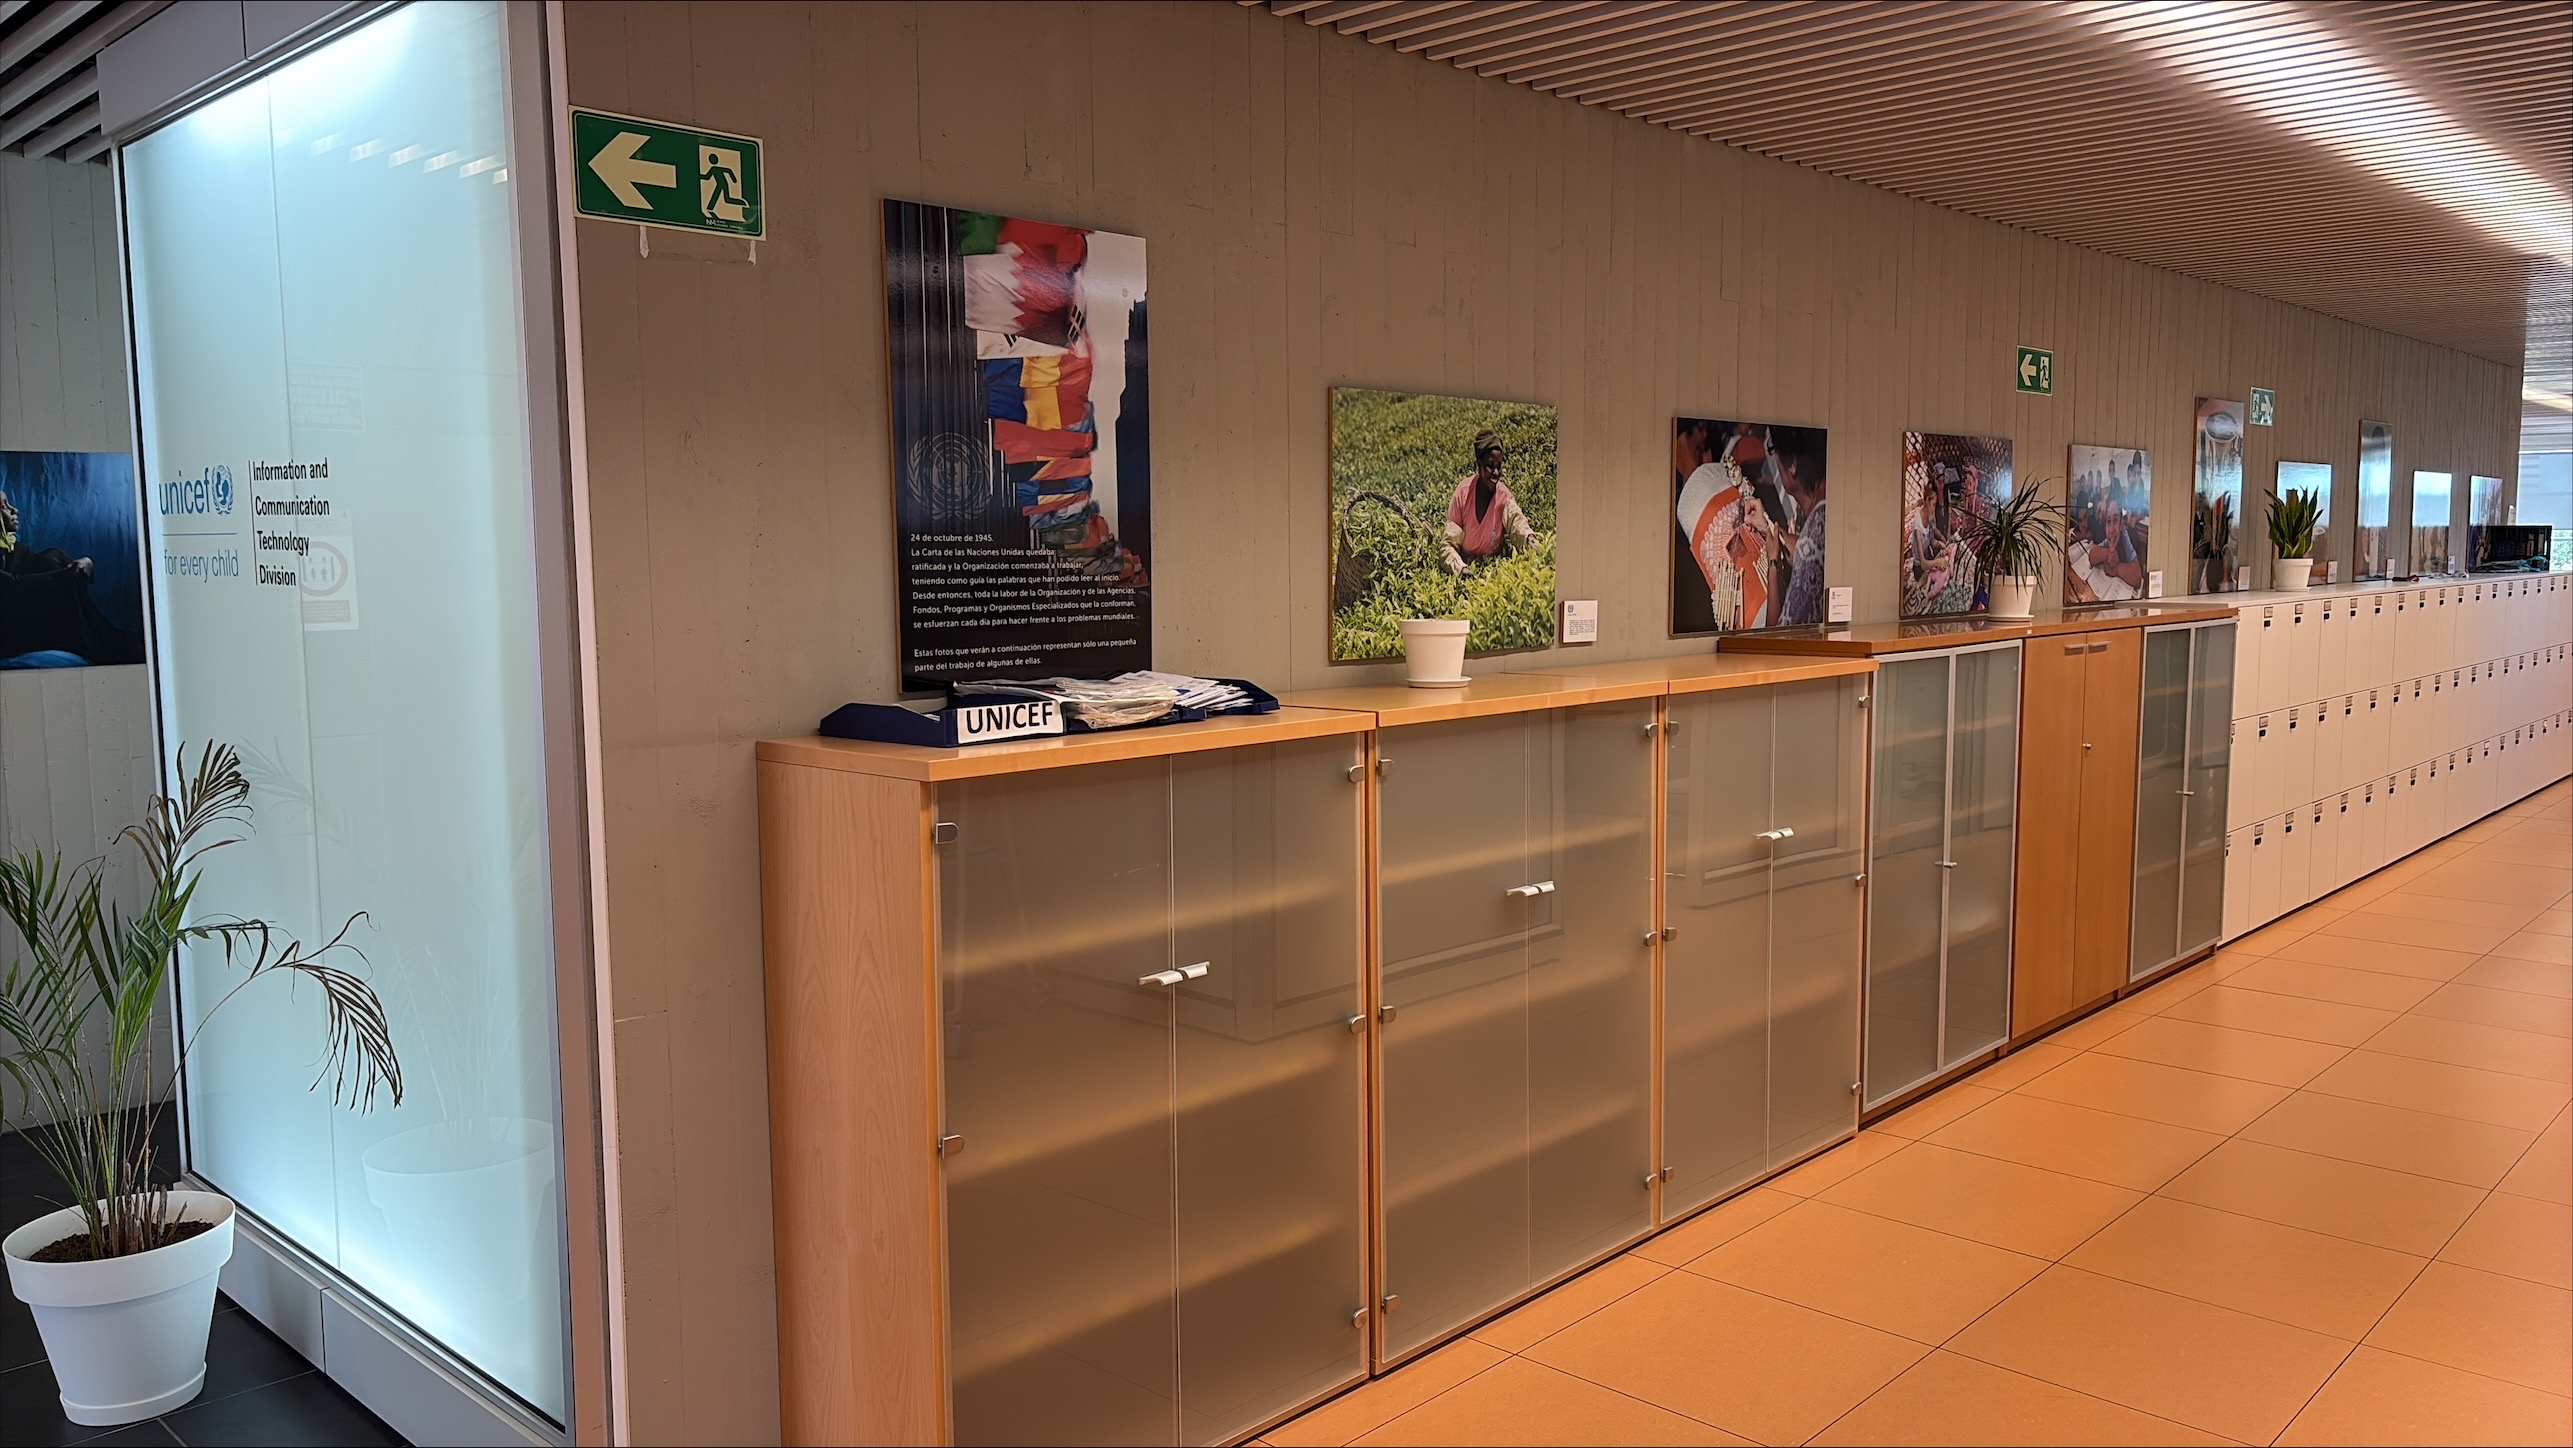 unicef
for every child
Information and
Communication
Technology
Division
24 de octubre de 1945.
La Carta de las Naciones Unidas quedaba
ratificada y la Organización comenzaba a trabajar,
teniendo como guía las palabras que han podido leer al inicio.
Desde entonces, toda la labor de la Organización y de las Agencias,
Fondos, Programas y Organismos Especializados que la conforman,
se esfuerzan cada día para hacer frente a los problemas mundiales.
Estas fotos que verán a continuación representan sólo una pequeña
parte del trabajo de algunas de ellas.
UNICEF